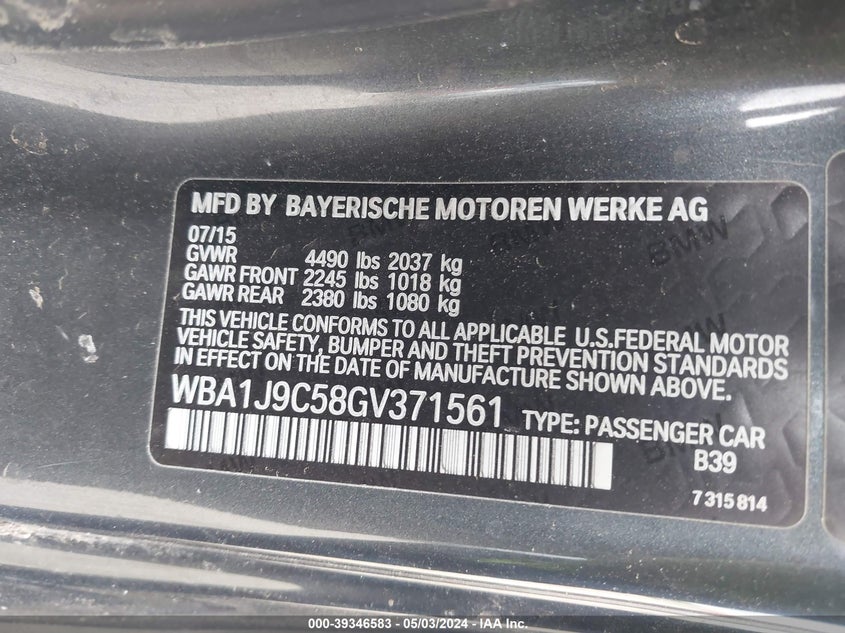 MFD BY BAYERISCHE MOTOREN WERKE AG
07/15
GVWR 4490 lbs 2037 kg
GAWR FRONT 2245 lbs 1018 kg
GAWR REAR 2380 lbs 1080 kg
THIS VEHICLE CONFORMS TO ALL APPLICABLE U.S.FEDERAL MOTOR
VEHICLE SAFETY, BUMPER AND THEFT PREVENTION STANDARDS
IN EFFECT ON THE DATE OF MANUFACTURE SHOWN ABOVE.
WBA1J9C58GV371561 TYPE: PASSENGER CAR
B39
7 315 814
000-39346583 - 05/03/2024 - IAA Inc.